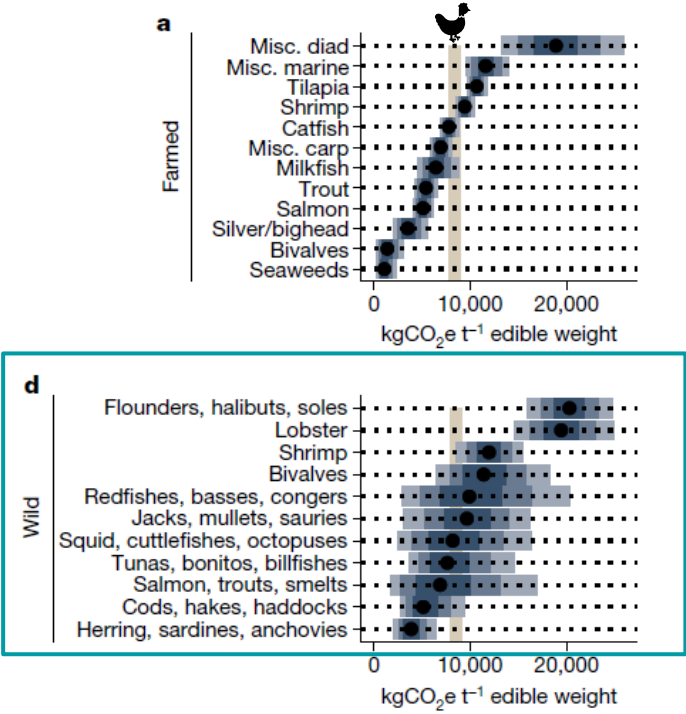 a
Farmed
Misc. diad
Misc. marine
Tilapia
Shrimp
Catfish
Misc. carp
Milkfish
Trout
Salmon
Silver/bighead
Bivalves
Seaweeds
0 10,000 20,000
kgCO₂e t⁻¹ edible weight
d
Wild
Flounders, halibuts, soles
Lobster
Shrimp
Bivalves
Redfishes, basses, congers
Jacks, mullets, sauries
Squid, cuttlefishes, octopuses
Tunas, bonitos, billfishes
Salmon, trouts, smelts
Cods, hakes, haddocks
Herring, sardines, anchovies
0 10,000 20,000
kgCO₂e t⁻¹ edible weight